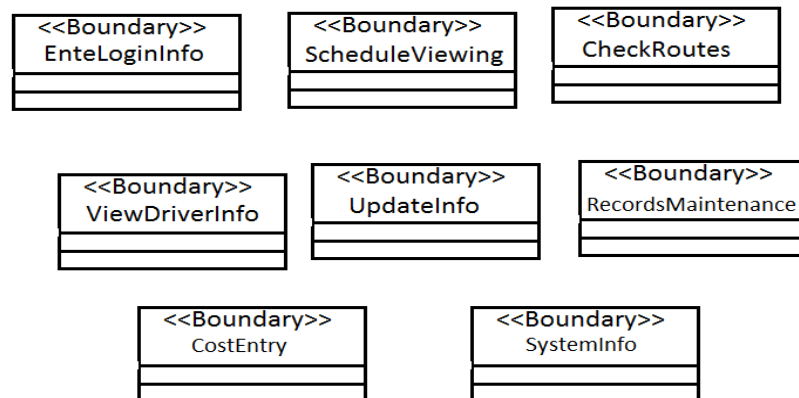 <<Boundary>>
EnteLoginInfo
<<Boundary>>
ScheduleViewing
<<Boundary>>
CheckRoutes
<<Boundary>>
ViewDriverInfo
<<Boundary>>
UpdateInfo
<<Boundary>>
RecordsMaintenance
<<Boundary>>
CostEntry
<<Boundary>>
SystemInfo